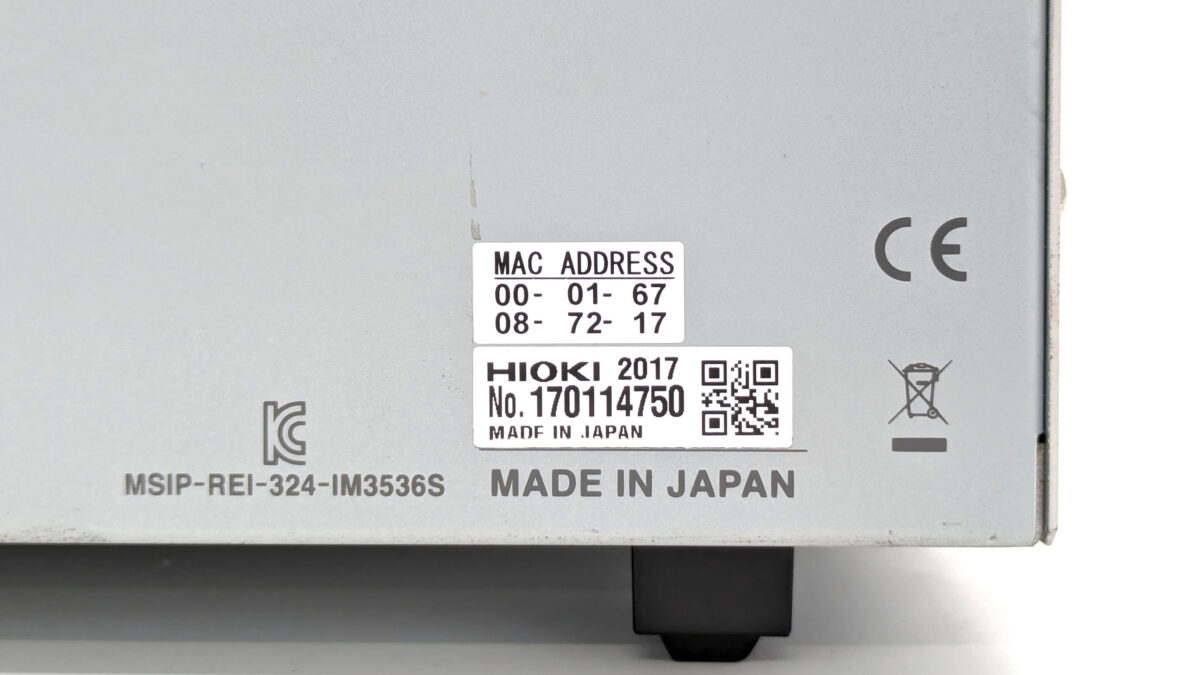 MAC ADDRESS
00- 01- 67
08- 72- 17
HIOKI 2017
No. 170114750
MADE IN JAPAN
CE
KC
MSIP-REI-324-IM3536S
MADE IN JAPAN